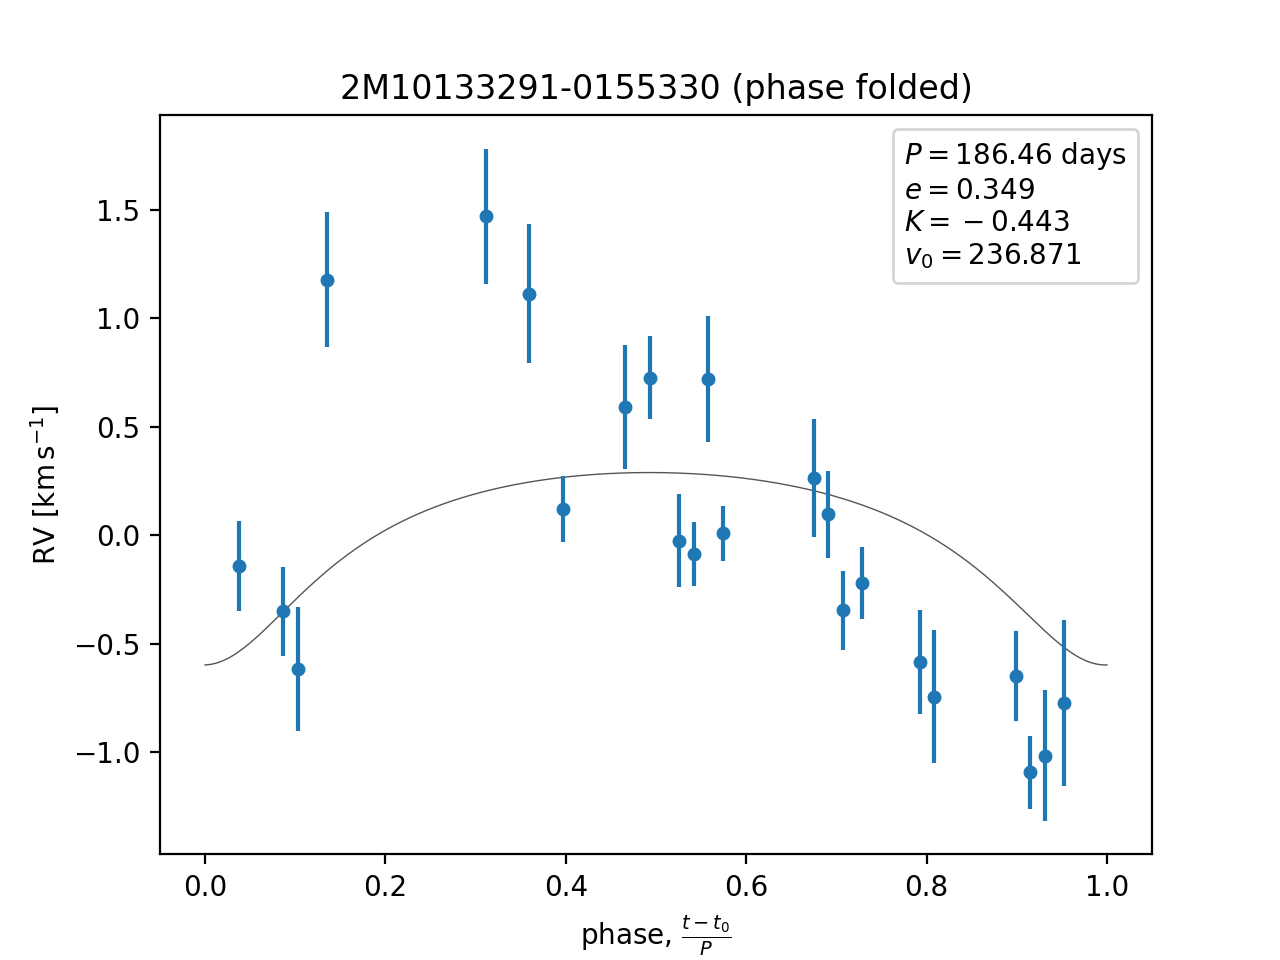 2M10133291-0155330 (phase folded)
P = 186.46 days
e = 0.349
K = −0.443
v₀ = 236.871
RV [km s⁻¹]
1.5
1.0
0.5
0.0
−0.5
−1.0
0.0 0.2 0.4 0.6 0.8 1.0
phase, (t − t₀)/P